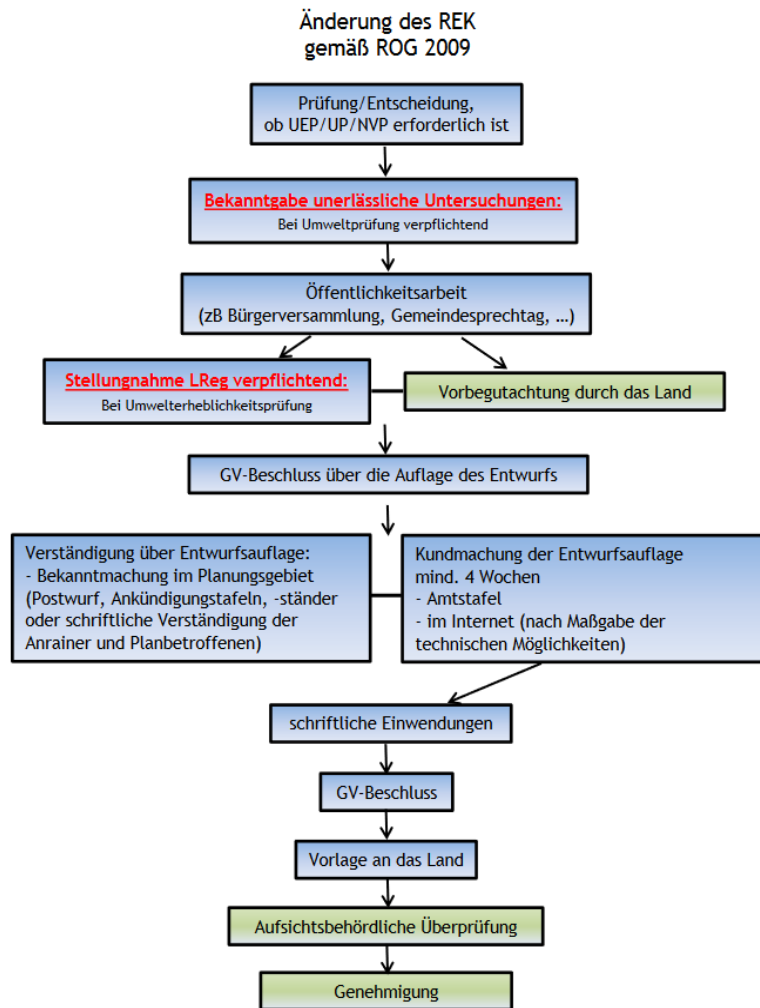 Änderung des REK
gemäß ROG 2009
Prüfung/Entscheidung,
ob UEP/UP/NVP erforderlich ist
Bekanntgabe unerlässliche Untersuchungen:
Bei Umweltprüfung verpflichtend
Öffentlichkeitsarbeit
(zB Bürgerversammlung, Gemeindesprechtag, ...)
Stellungnahme LReg verpflichtend:
Bei Umwelterheblichkeitsprüfung
Vorbegutachtung durch das Land
GV-Beschluss über die Auflage des Entwurfs
Verständigung über Entwurfsauflage:
- Bekanntmachung im Planungsgebiet
(Postwurf, Ankündigungstafeln, -ständer
oder schriftliche Verständigung der
Anrainer und Planbetroffenen)
Kundmachung der Entwurfsauflage
mind. 4 Wochen
- Amtstafel
- im Internet (nach Maßgabe der
technischen Möglichkeiten)
schriftliche Einwendungen
GV-Beschluss
Vorlage an das Land
Aufsichtsbehördliche Überprüfung
Genehmigung